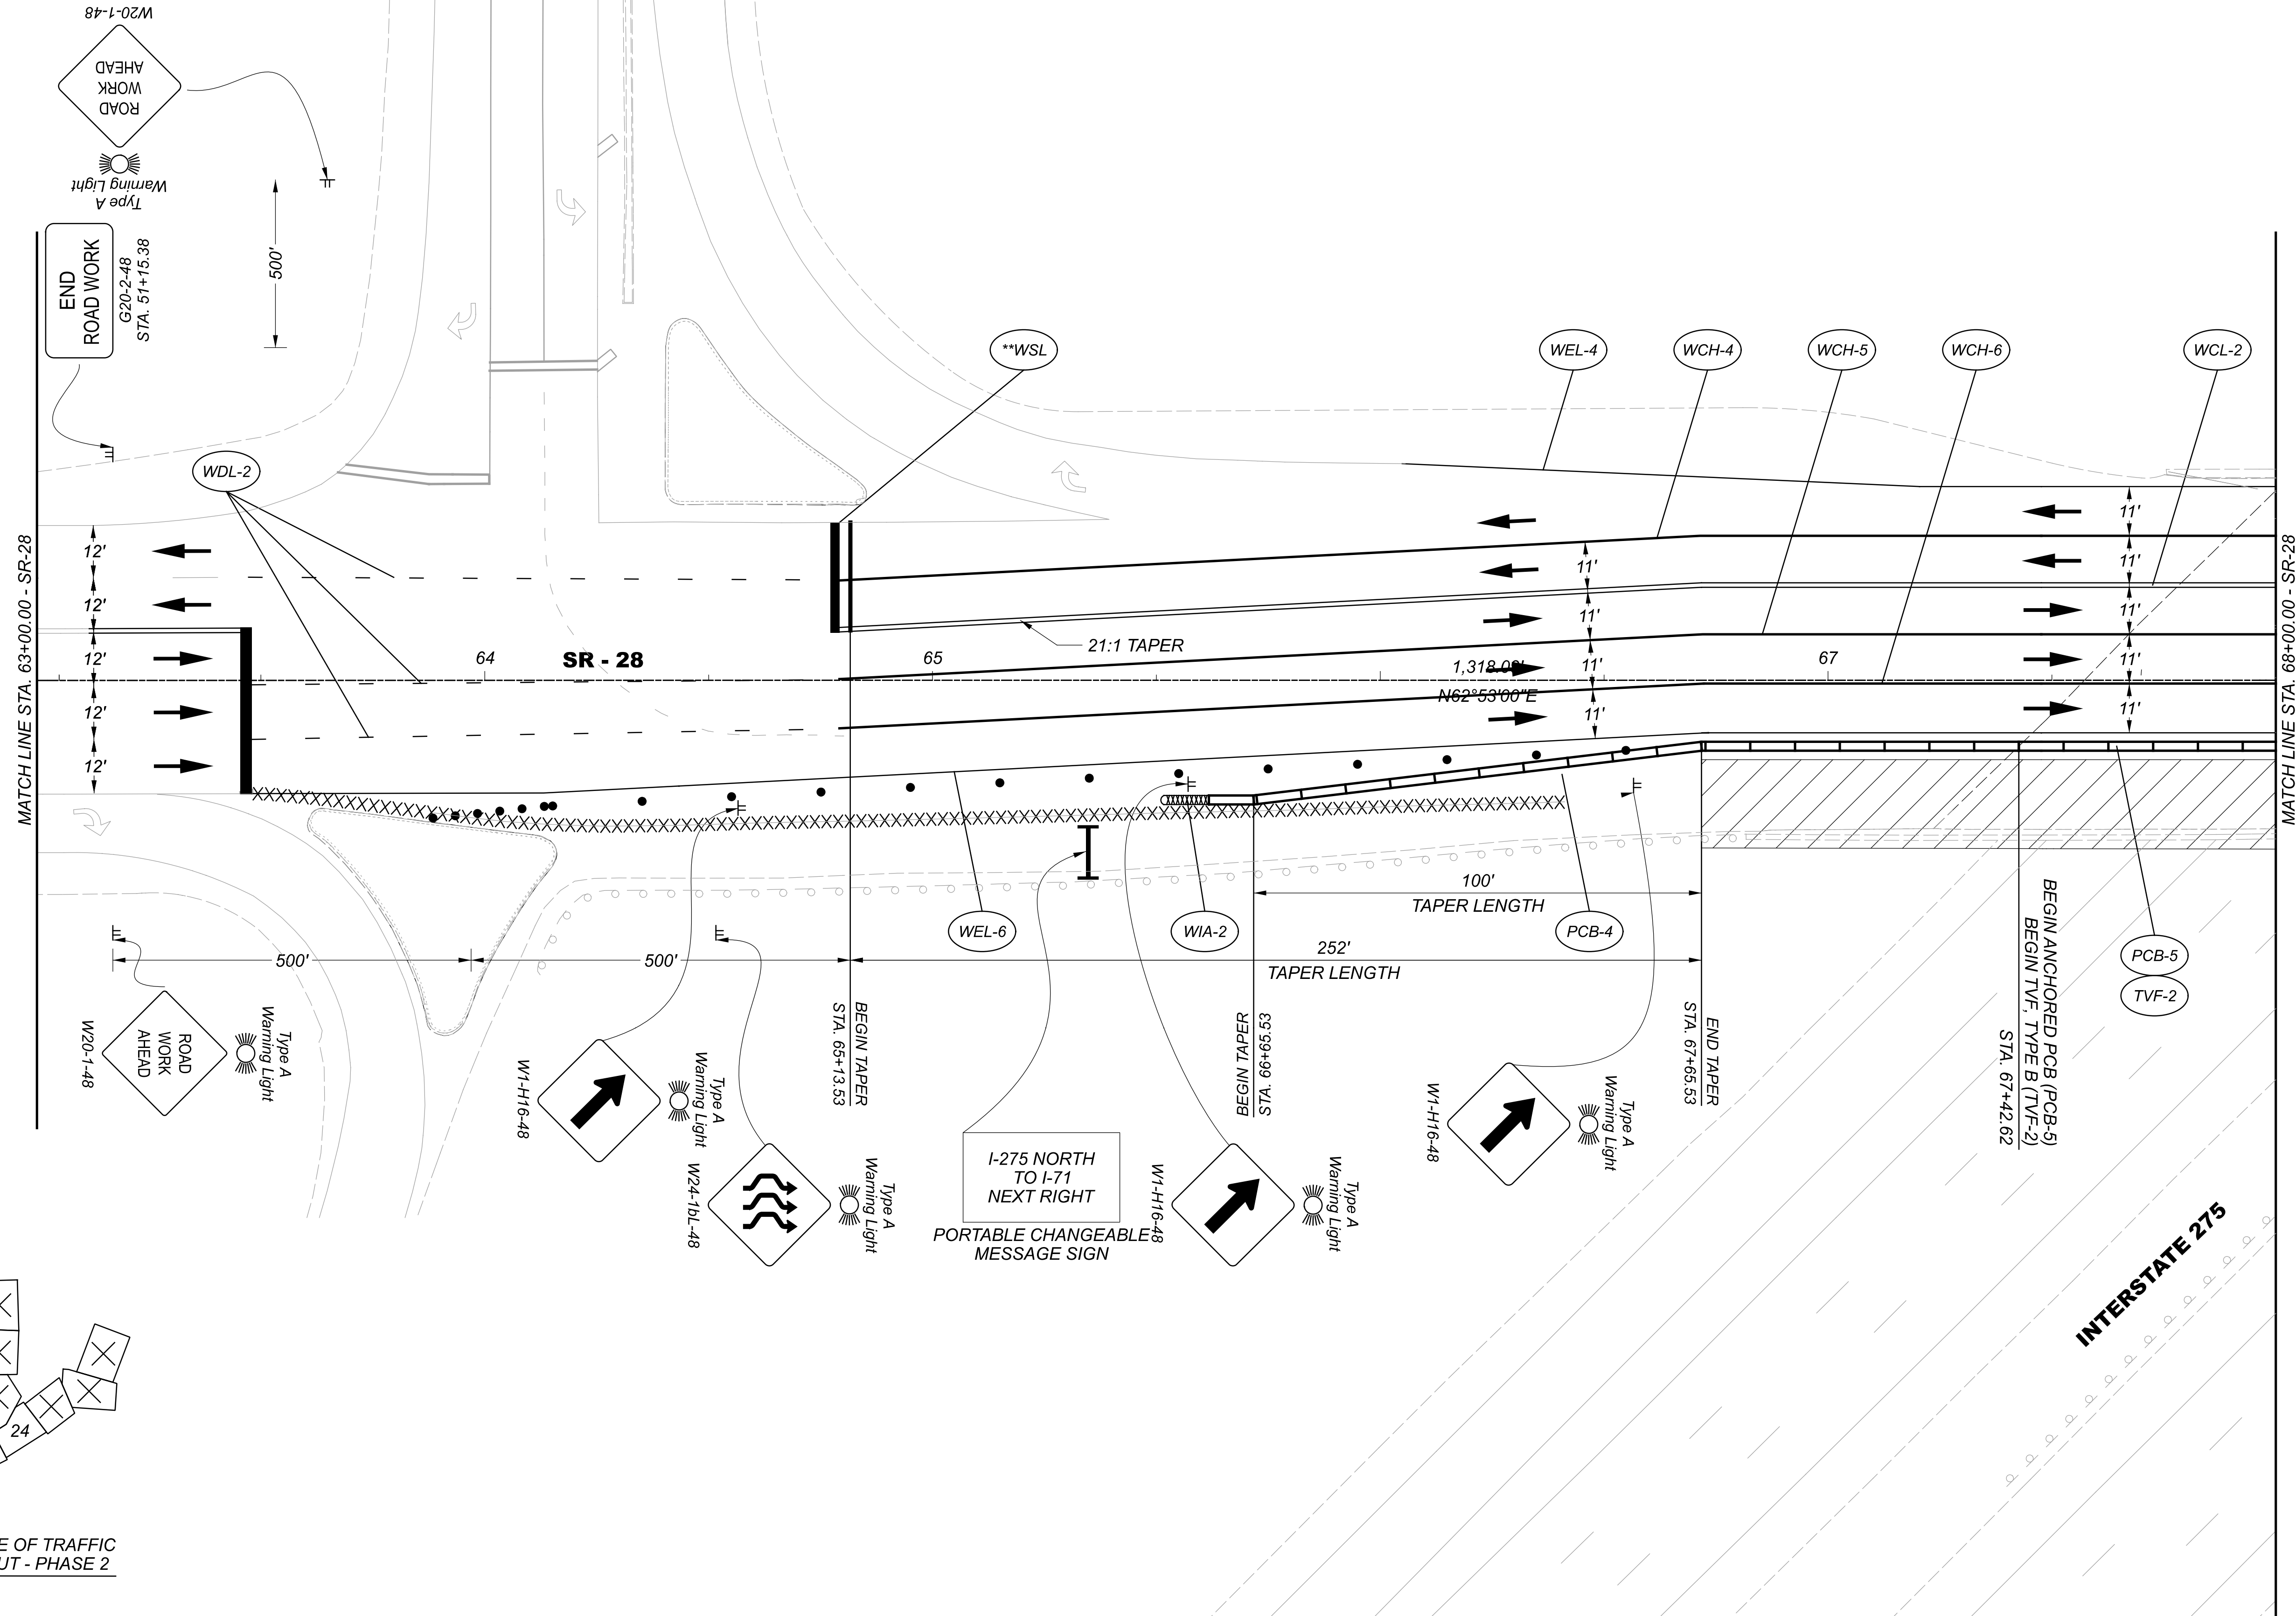 W20-1-48
ROAD
WORK
AHEAD
Type A
Warning Light
END
ROAD WORK
G20-2-48
STA. 51+15.38
500'
**WSL
WEL-4
WCH-4
WCH-5
WCH-6
WCL-2
WDL-2
MATCH LINE STA. 63+00.00 - SR-28
12'
12'
12'
12'
12'
64
SR - 28
65
21:1 TAPER
1,318.09'
N62°53'00"E
67
11'
11'
11'
11'
11'
11'
11'
11'
11'
MATCH LINE STA. 68+00.00 - SR-28
100'
TAPER LENGTH
WEL-6
WIA-2
PCB-4
500'
500'
252'
TAPER LENGTH
PCB-5
TVF-2
BEGIN TAPER
STA. 65+13.53
BEGIN TAPER
STA. 66+65.53
END TAPER
STA. 67+65.53
BEGIN ANCHORED PCB (PCB-5)
BEGIN TVF, TYPE B (TVF-2)
STA. 67+42.62
ROAD
WORK
AHEAD
W20-1-48
Type A
Warning Light
W1-H16-48
Type A
Warning Light
W24-1bL-48
Type A
Warning Light
I-275 NORTH
TO I-71
NEXT RIGHT
PORTABLE CHANGEABLE
MESSAGE SIGN
W1-H16-48
Type A
Warning Light
W1-H16-48
Type A
Warning Light
INTERSTATE 275
24
E OF TRAFFIC
UT - PHASE 2